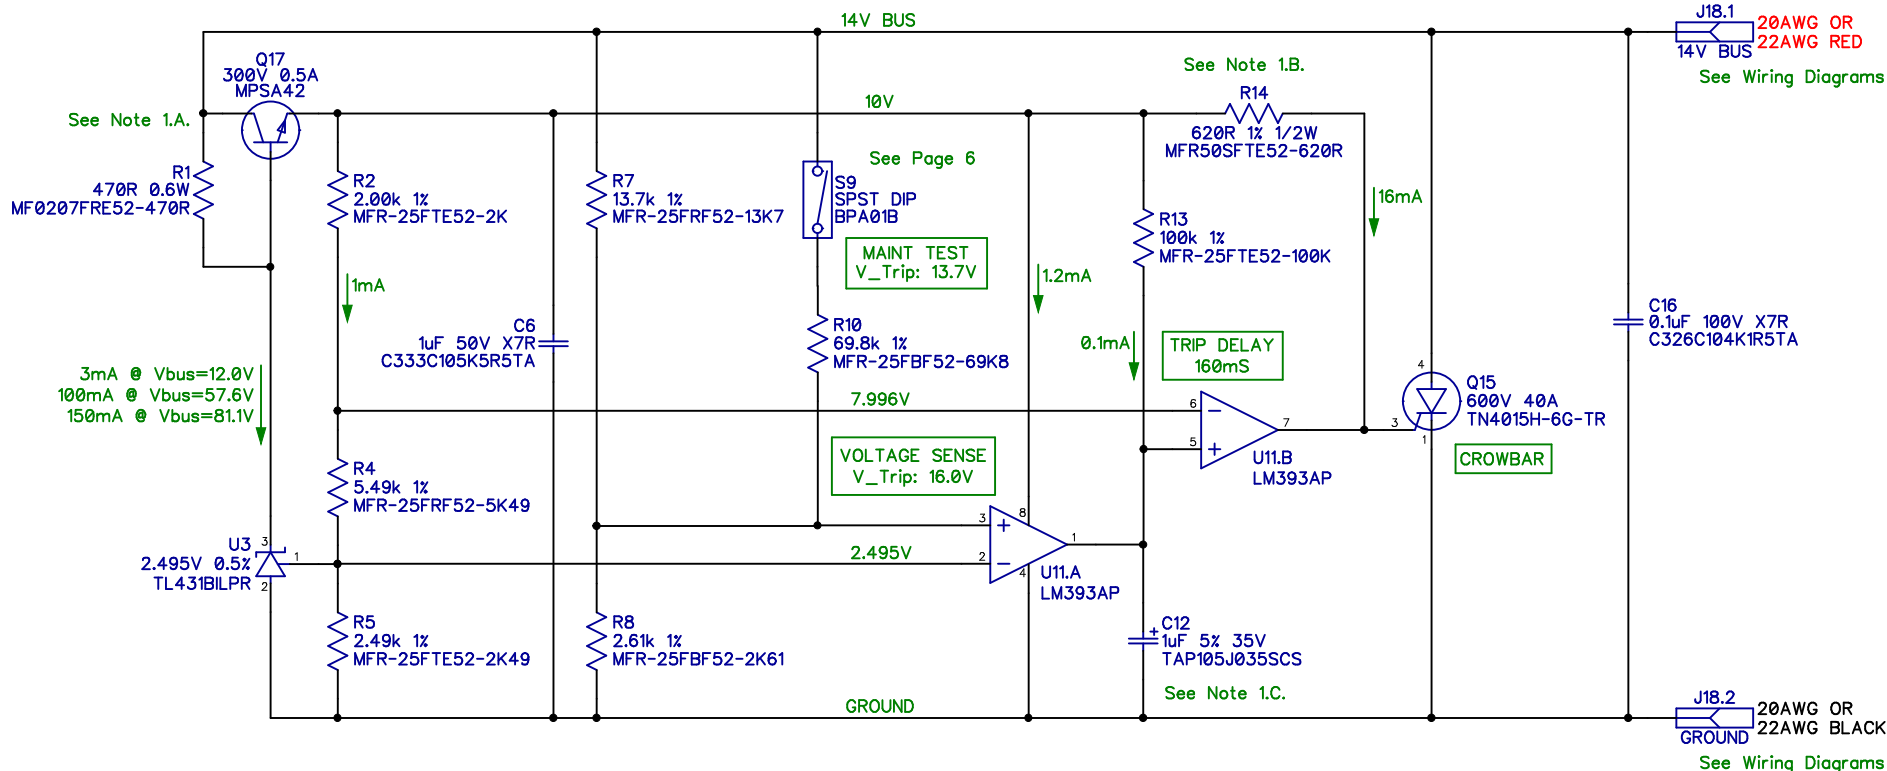 14V BUS
J18.1
20AWG OR
22AWG RED
14V BUS
See Wiring Diagrams
Q17
300V 0.5A
MPSA42
See Note 1.A.
10V
See Note 1.B.
R14
620R 1% 1/2W
MFR50SFTE52-620R
R1
470R 0.6W
MF0207FRE52-470R
R2
2.00k 1%
MFR-25FTE52-2K
R7
13.7k 1%
MFR-25FRF52-13K7
See Page 6
S9
SPST DIP
BPA01B
MAINT TEST
V_Trip: 13.7V
R13
100k 1%
MFR-25FTE52-100K
16mA
1mA
1.2mA
C6
1uF 50V X7R
C333C105K5R5TA
R10
69.8k 1%
MFR-25FBF52-69K8
0.1mA
TRIP DELAY
160mS
C16
0.1uF 100V X7R
C326C104K1R5TA
3mA @ Vbus=12.0V
100mA @ Vbus=57.6V
150mA @ Vbus=81.1V
7.996V
6
5
7
U11.B
LM393AP
4
3
1
Q15
600V 40A
TN4015H-6G-TR
CROWBAR
VOLTAGE SENSE
V_Trip: 16.0V
R4
5.49k 1%
MFR-25FRF52-5K49
U3
2.495V 0.5%
TL431BILPR
3
1
2
2.495V
3
2
8
4
1
U11.A
LM393AP
R5
2.49k 1%
MFR-25FTE52-2K49
R8
2.61k 1%
MFR-25FBF52-2K61
C12
1uF 5% 35V
TAP105J035SCS
See Note 1.C.
GROUND
J18.2
20AWG OR
22AWG BLACK
GROUND
See Wiring Diagrams